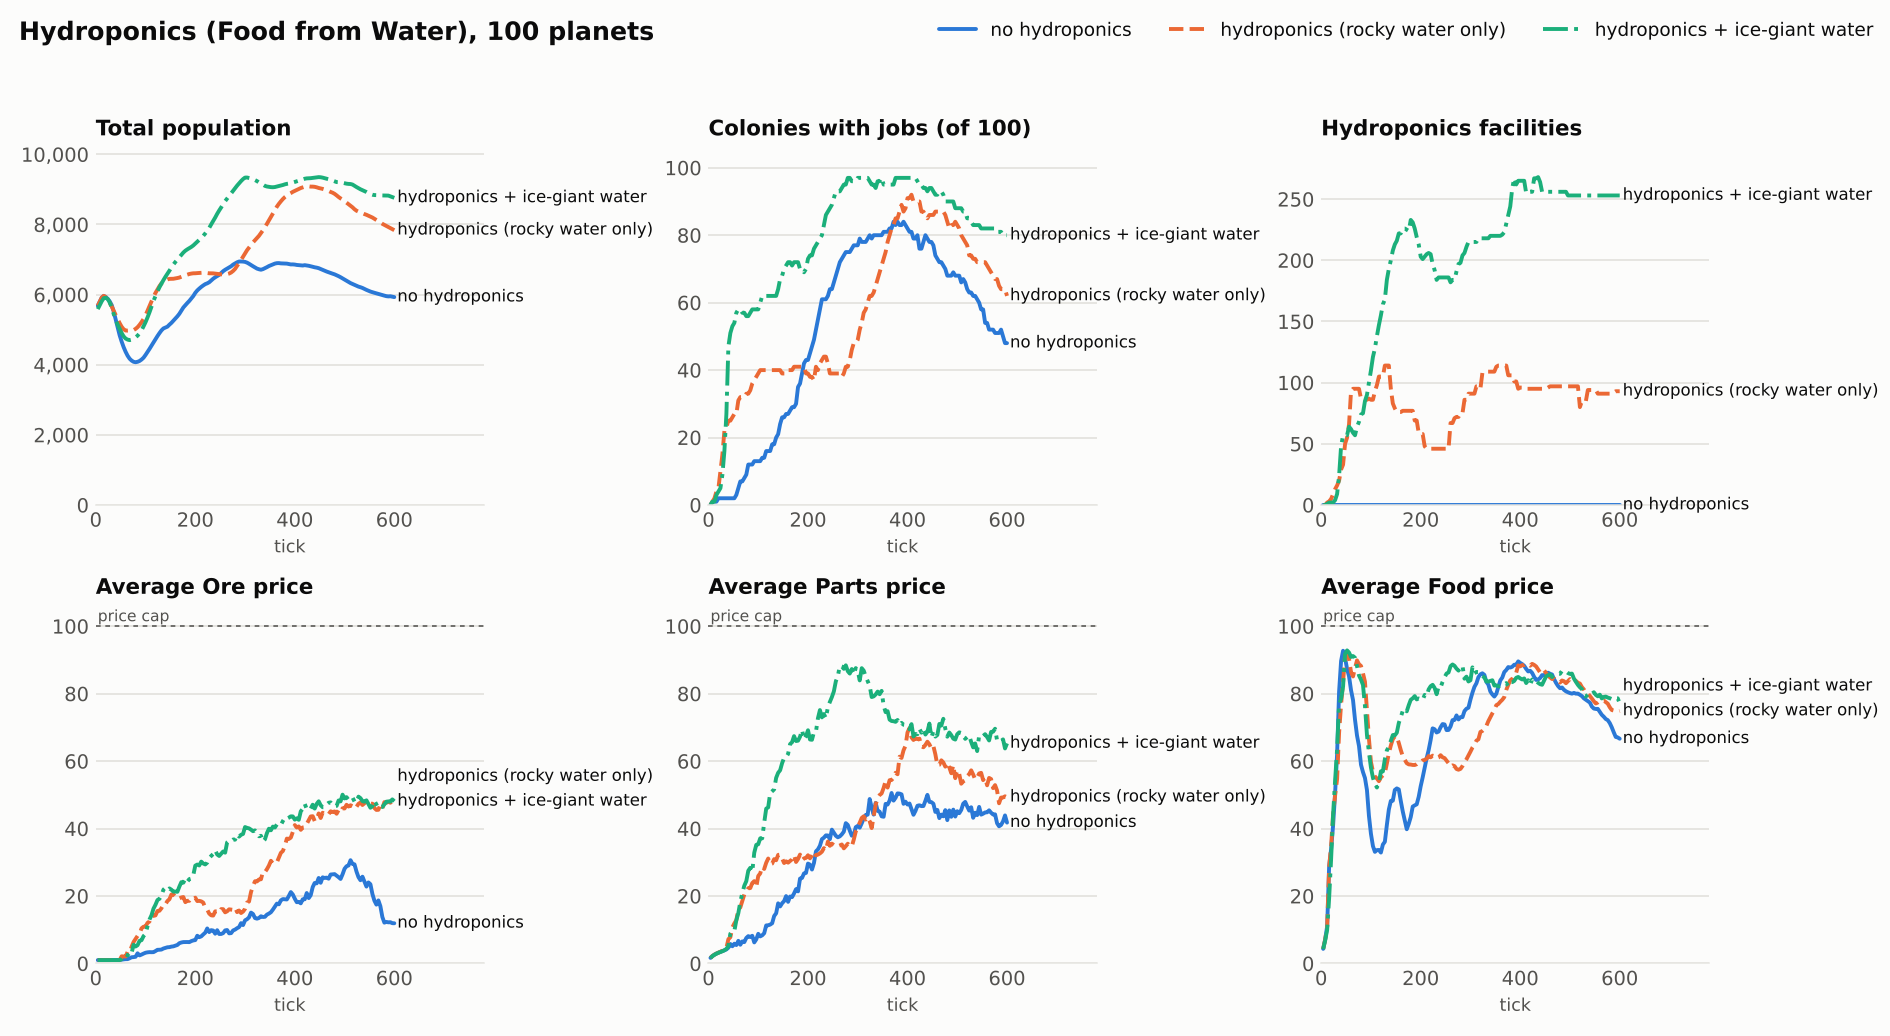 Hydroponics (Food from Water), 100 planets
no hydroponics
hydroponics (rocky water only)
hydroponics + ice-giant water
Total population
10,000
8,000
6,000
4,000
2,000
0
0 200 400 600
tick
hydroponics + ice-giant water
hydroponics (rocky water only)
no hydroponics
Colonies with jobs (of 100)
100
80
60
40
20
0
0 200 400 600
tick
hydroponics + ice-giant water
hydroponics (rocky water only)
no hydroponics
Hydroponics facilities
250
200
150
100
50
0
0 200 400 600
tick
hydroponics + ice-giant water
hydroponics (rocky water only)
no hydroponics
Average Ore price
price cap
100
80
60
40
20
0
0 200 400 600
tick
hydroponics (rocky water only)
hydroponics + ice-giant water
no hydroponics
Average Parts price
price cap
100
80
60
40
20
0
0 200 400 600
tick
hydroponics + ice-giant water
hydroponics (rocky water only)
no hydroponics
Average Food price
price cap
100
80
60
40
20
0
0 200 400 600
tick
hydroponics + ice-giant water
hydroponics (rocky water only)
no hydroponics